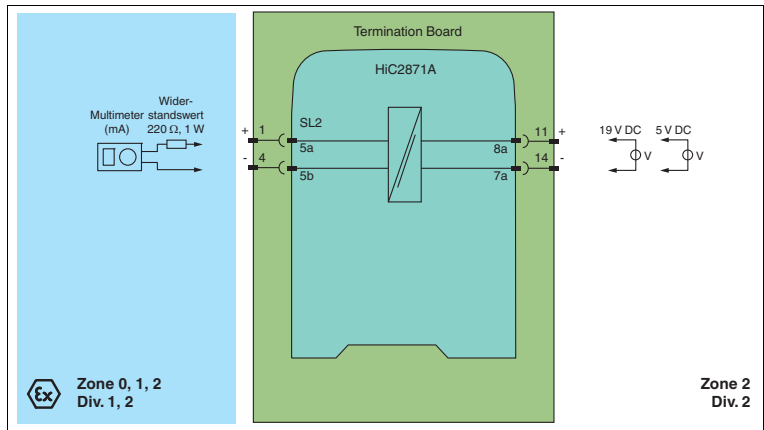 Termination Board
HiC2871A
Multimeter
(mA)
Wider-
standswert
220 Ω, 1 W
+ 1
- 4
SL2
5a
5b
8a
7a
11 +
14 -
19 V DC
5 V DC
V
V
εx
Zone 0, 1, 2
Div. 1, 2
Zone 2
Div. 2